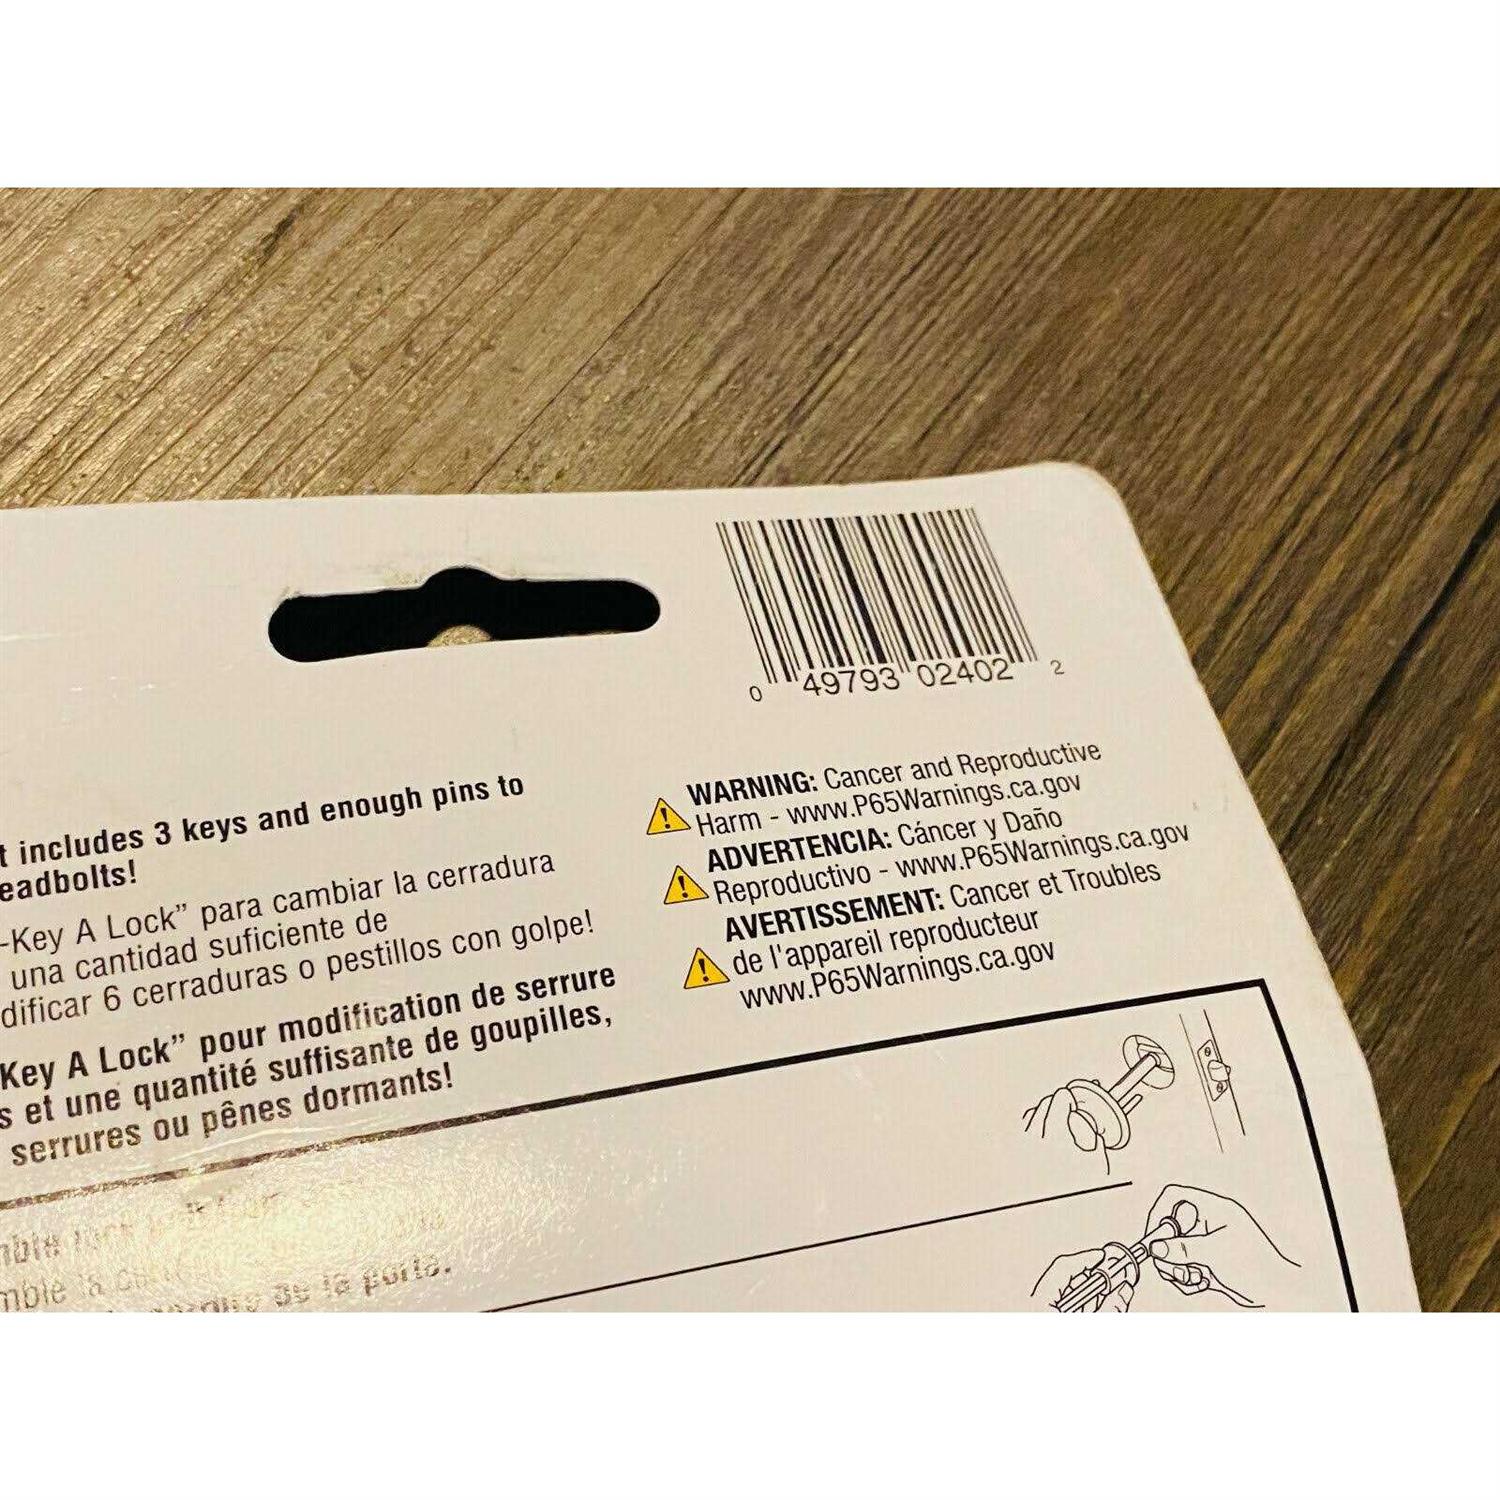 0 49793 02402 2
t includes 3 keys and enough pins to
eadbolts!
-Key A Lock” para cambiar la cerradura
una cantidad suficiente de
dificar 6 cerraduras o pestillos con golpe!
Key A Lock” pour modification de serrure
s et une quantité suffisante de goupilles,
serrures ou pênes dormants!
WARNING: Cancer and Reproductive
Harm - www.P65Warnings.ca.gov
ADVERTENCIA: Cáncer y Daño
Reproductivo - www.P65Warnings.ca.gov
AVERTISSEMENT: Cancer et Troubles
de l'appareil reproducteur
www.P65Warnings.ca.gov
de la porte.